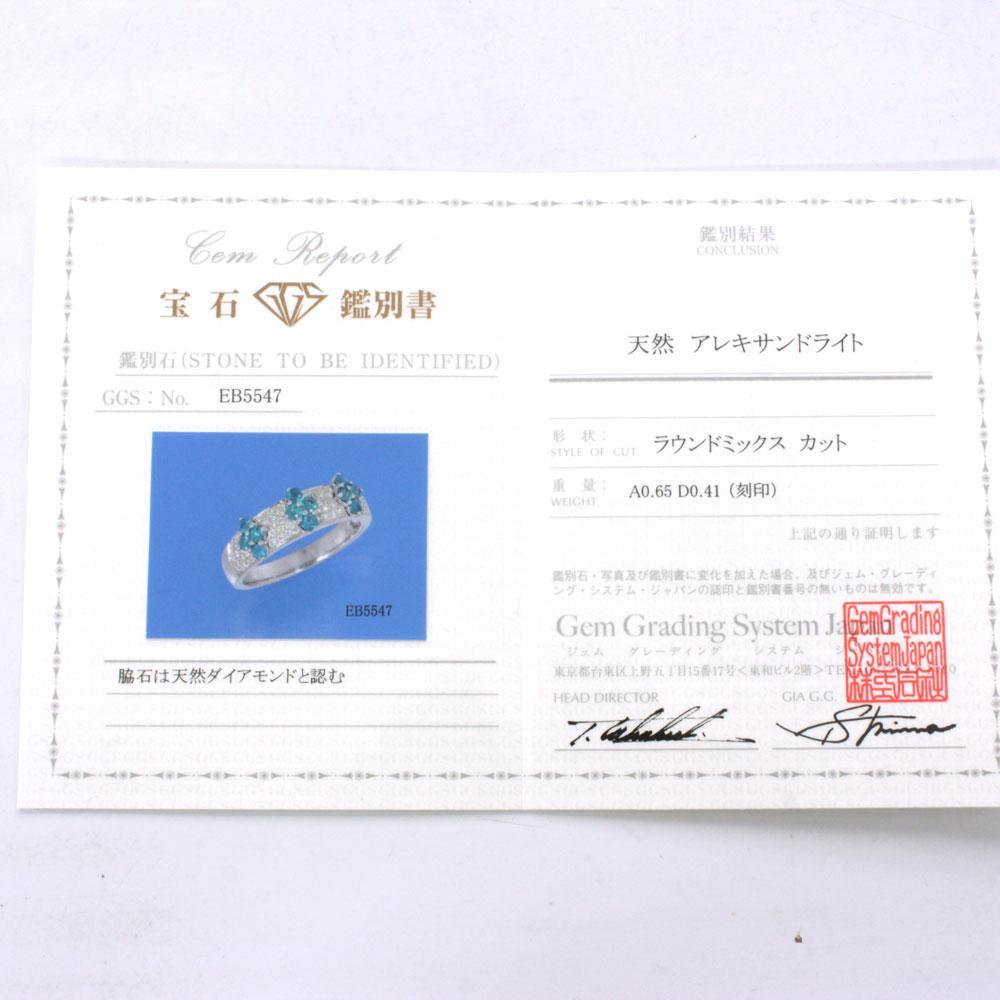 Gem Report
宝石 GGS 鑑別書
鑑別石(STONE TO BE IDENTIFIED)
GGS：No. EB5547
EB5547
脇石は天然ダイアモンドと認む
鑑別結果
CONCLUSION
天然 アレキサンドライト
形 状：
STYLE OF CUT
ラウンドミックス カット
重 量：
WEIGHT
A0.65 D0.41 (刻印)
上記の通り証明します
鑑別石・写真及び鑑別書に変化を加えた場合、及びジェム・グレーディ
ング・システム・ジャパンの認印と鑑別書番号の無いものは無効です。
Gem Grading System Japan
ジェム グレーディング システム
東京都台東区上野五丁目15番17号＜東和ビル2階＞
GemGrading
SystemJapan
HEAD DIRECTOR
GIA G.G.